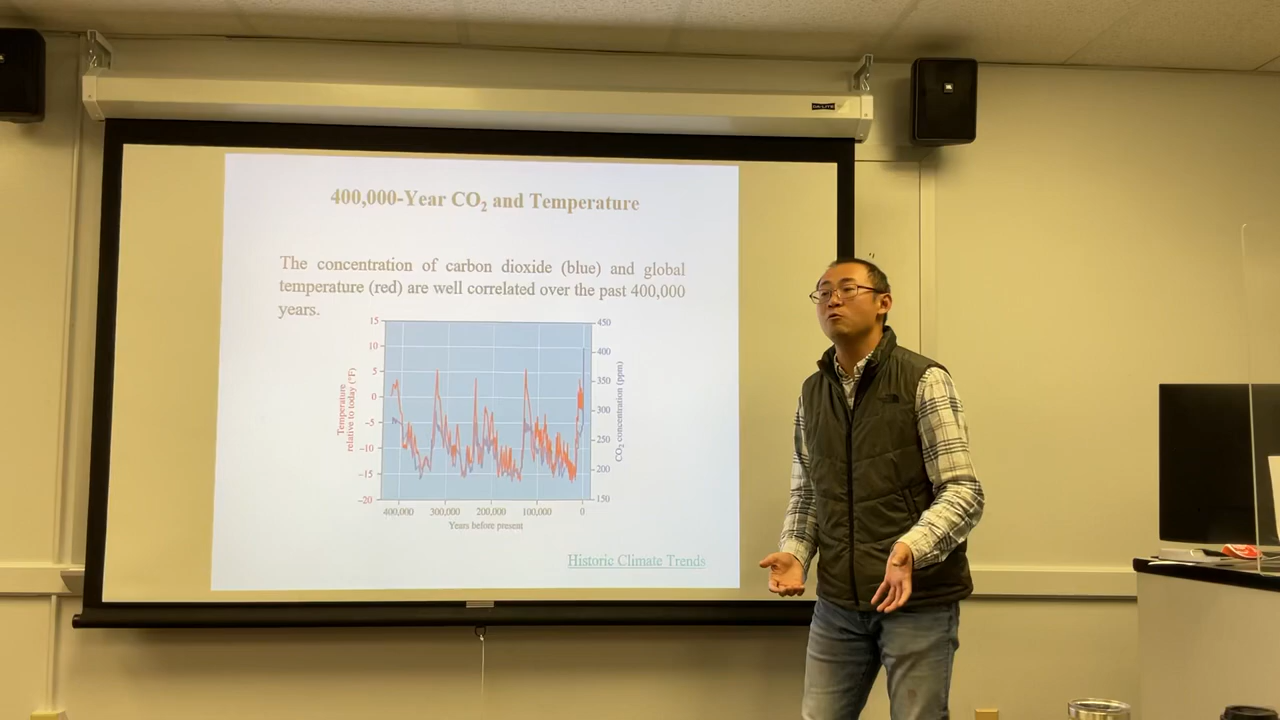 DA-LITE
JBL
400,000-Year CO₂ and Temperature
The concentration of carbon dioxide (blue) and global
temperature (red) are well correlated over the past 400,000
years.
15
10
5
0
−5
−10
−15
−20
Temperature
relative to today (°F)
450
400
350
300
250
200
150
CO₂ concentration (ppm)
400,000
300,000
200,000
100,000
0
Years before present
Historic Climate Trends